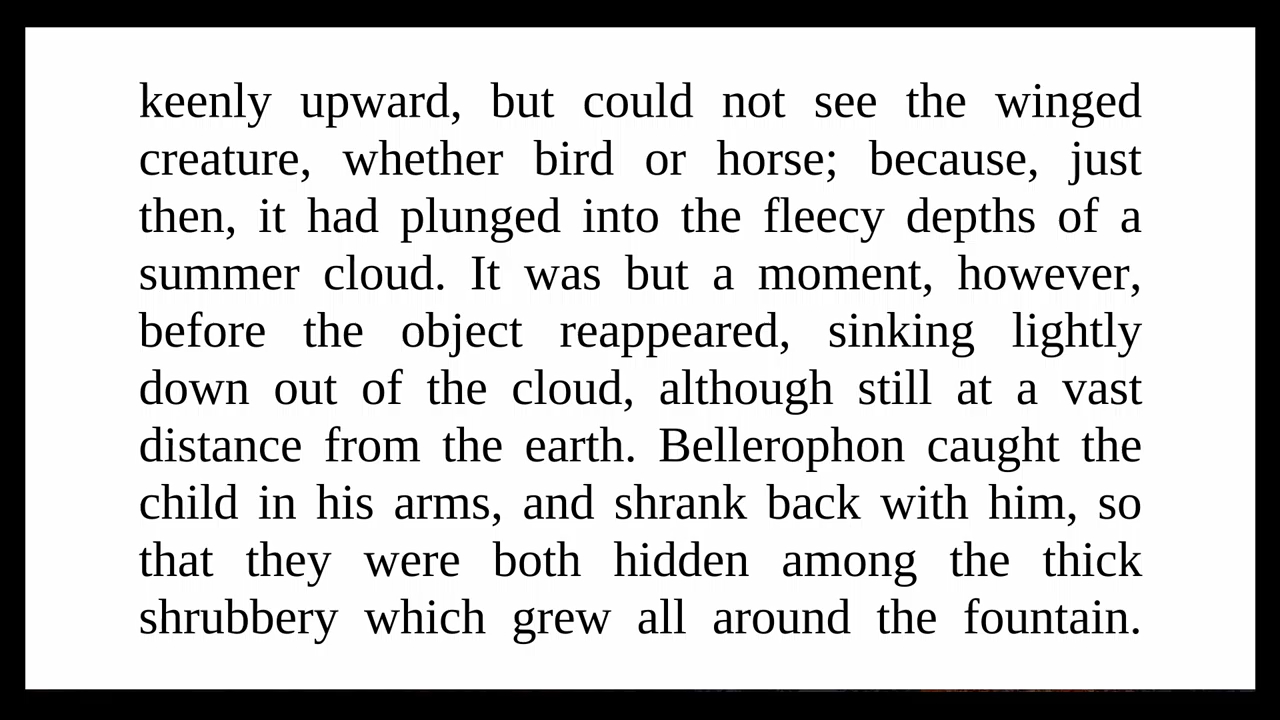 keenly upward, but could not see the winged
creature, whether bird or horse; because, just
then, it had plunged into the fleecy depths of a
summer cloud. It was but a moment, however,
before the object reappeared, sinking lightly
down out of the cloud, although still at a vast
distance from the earth. Bellerophon caught the
child in his arms, and shrank back with him, so
that they were both hidden among the thick
shrubbery which grew all around the fountain.